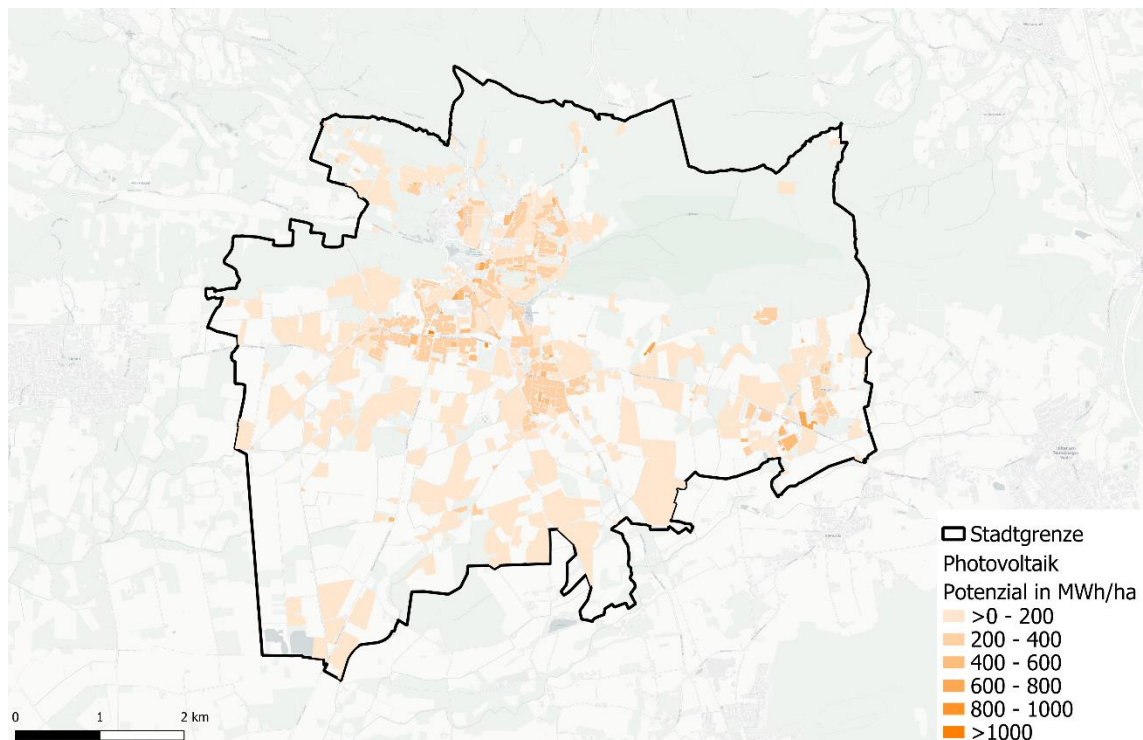 Stadtgrenze
Photovoltaik
Potenzial in MWh/ha
>0 - 200
200 - 400
400 - 600
600 - 800
800 - 1000
>1000
0 1 2 km